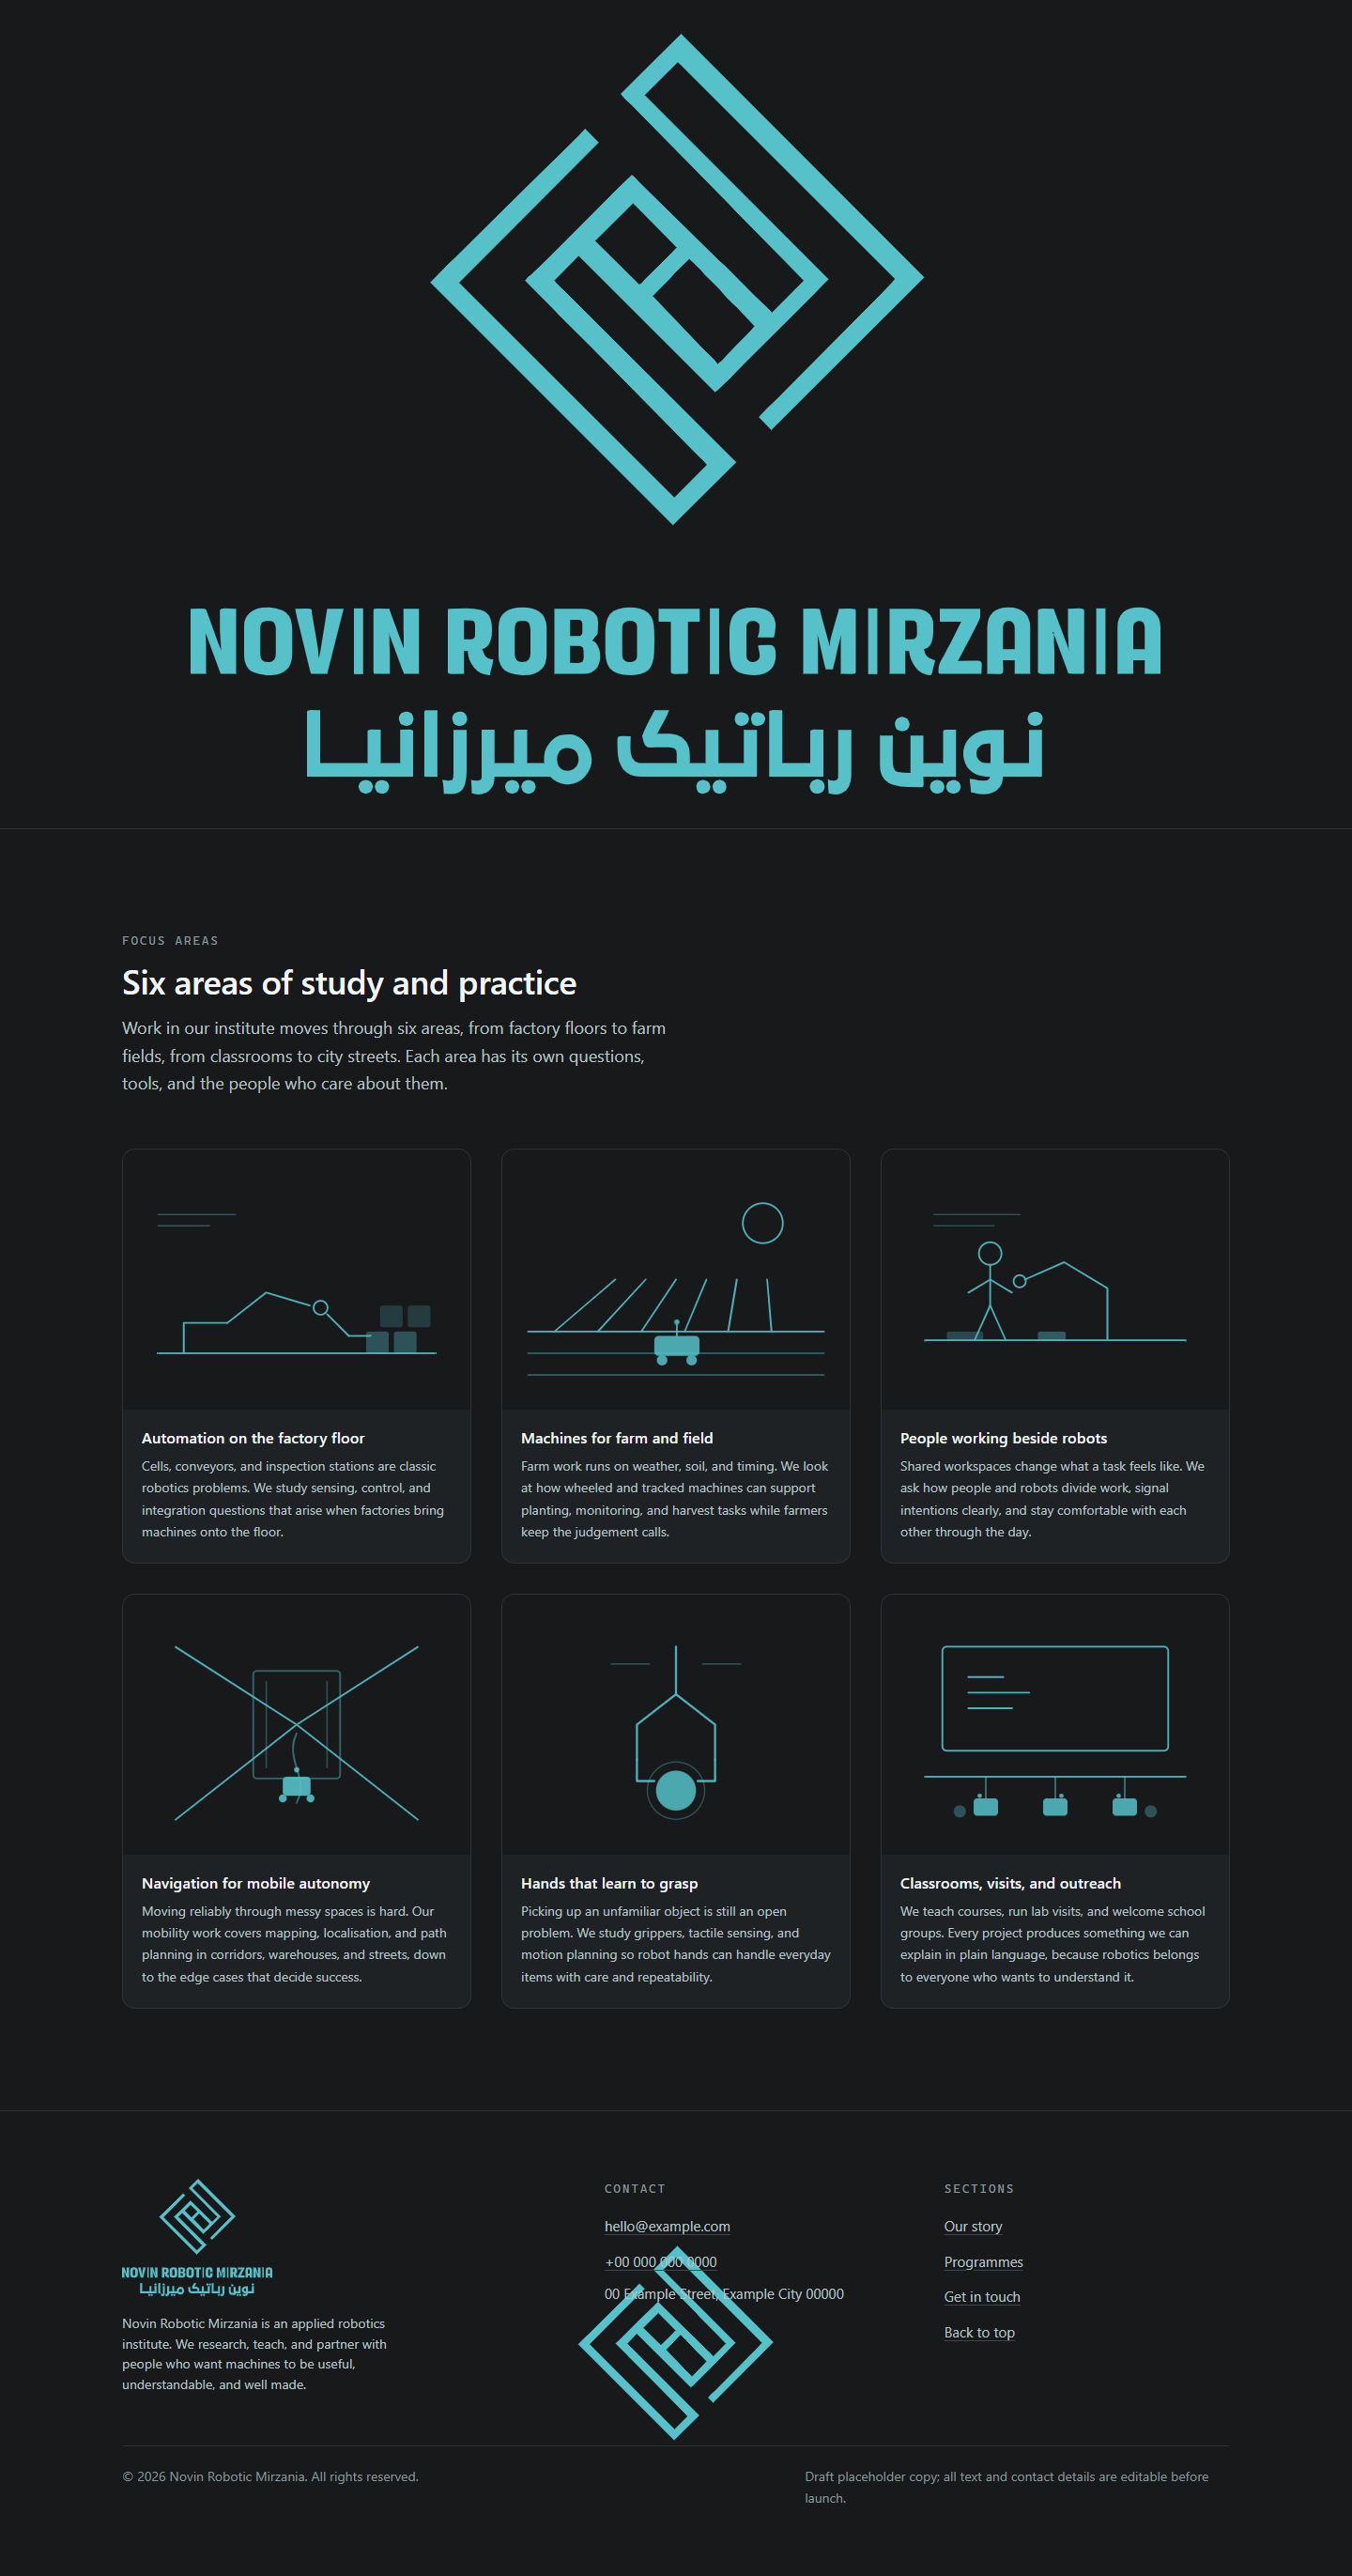 NOVIN ROBOTIC MIRZANIA
نوین رباتیک میرزانیا
FOCUS AREAS
Six areas of study and practice
Work in our institute moves through six areas, from factory floors to farm
fields, from classrooms to city streets. Each area has its own questions,
tools, and the people who care about them.
Automation on the factory floor
Cells, conveyors, and inspection stations are classic
robotics problems. We study sensing, control, and
integration questions that arise when factories bring
machines onto the floor.
Machines for farm and field
Farm work runs on weather, soil, and timing. We look
at how wheeled and tracked machines can support
planting, monitoring, and harvest tasks while farmers
keep the judgement calls.
People working beside robots
Shared workspaces change what a task feels like. We
ask how people and robots divide work, signal
intentions clearly, and stay comfortable with each
other through the day.
Navigation for mobile autonomy
Moving reliably through messy spaces is hard. Our
mobility work covers mapping, localisation, and path
planning in corridors, warehouses, and streets, down
to the edge cases that decide success.
Hands that learn to grasp
Picking up an unfamiliar object is still an open
problem. We study grippers, tactile sensing, and
motion planning so robot hands can handle everyday
items with care and repeatability.
Classrooms, visits, and outreach
We teach courses, run lab visits, and welcome school
groups. Every project produces something we can
explain in plain language, because robotics belongs
to everyone who wants to understand it.
NOVIN ROBOTIC MIRZANIA
نوین رباتیک میرزانیا
Novin Robotic Mirzania is an applied robotics
institute. We research, teach, and partner with
people who want machines to be useful,
understandable, and well made.
CONTACT
hello@example.com
+00 000 000 0000
00 Example Street, Example City 00000
SECTIONS
Our story
Programmes
Get in touch
Back to top
© 2026 Novin Robotic Mirzania. All rights reserved.
Draft placeholder copy; all text and contact details are editable before
launch.